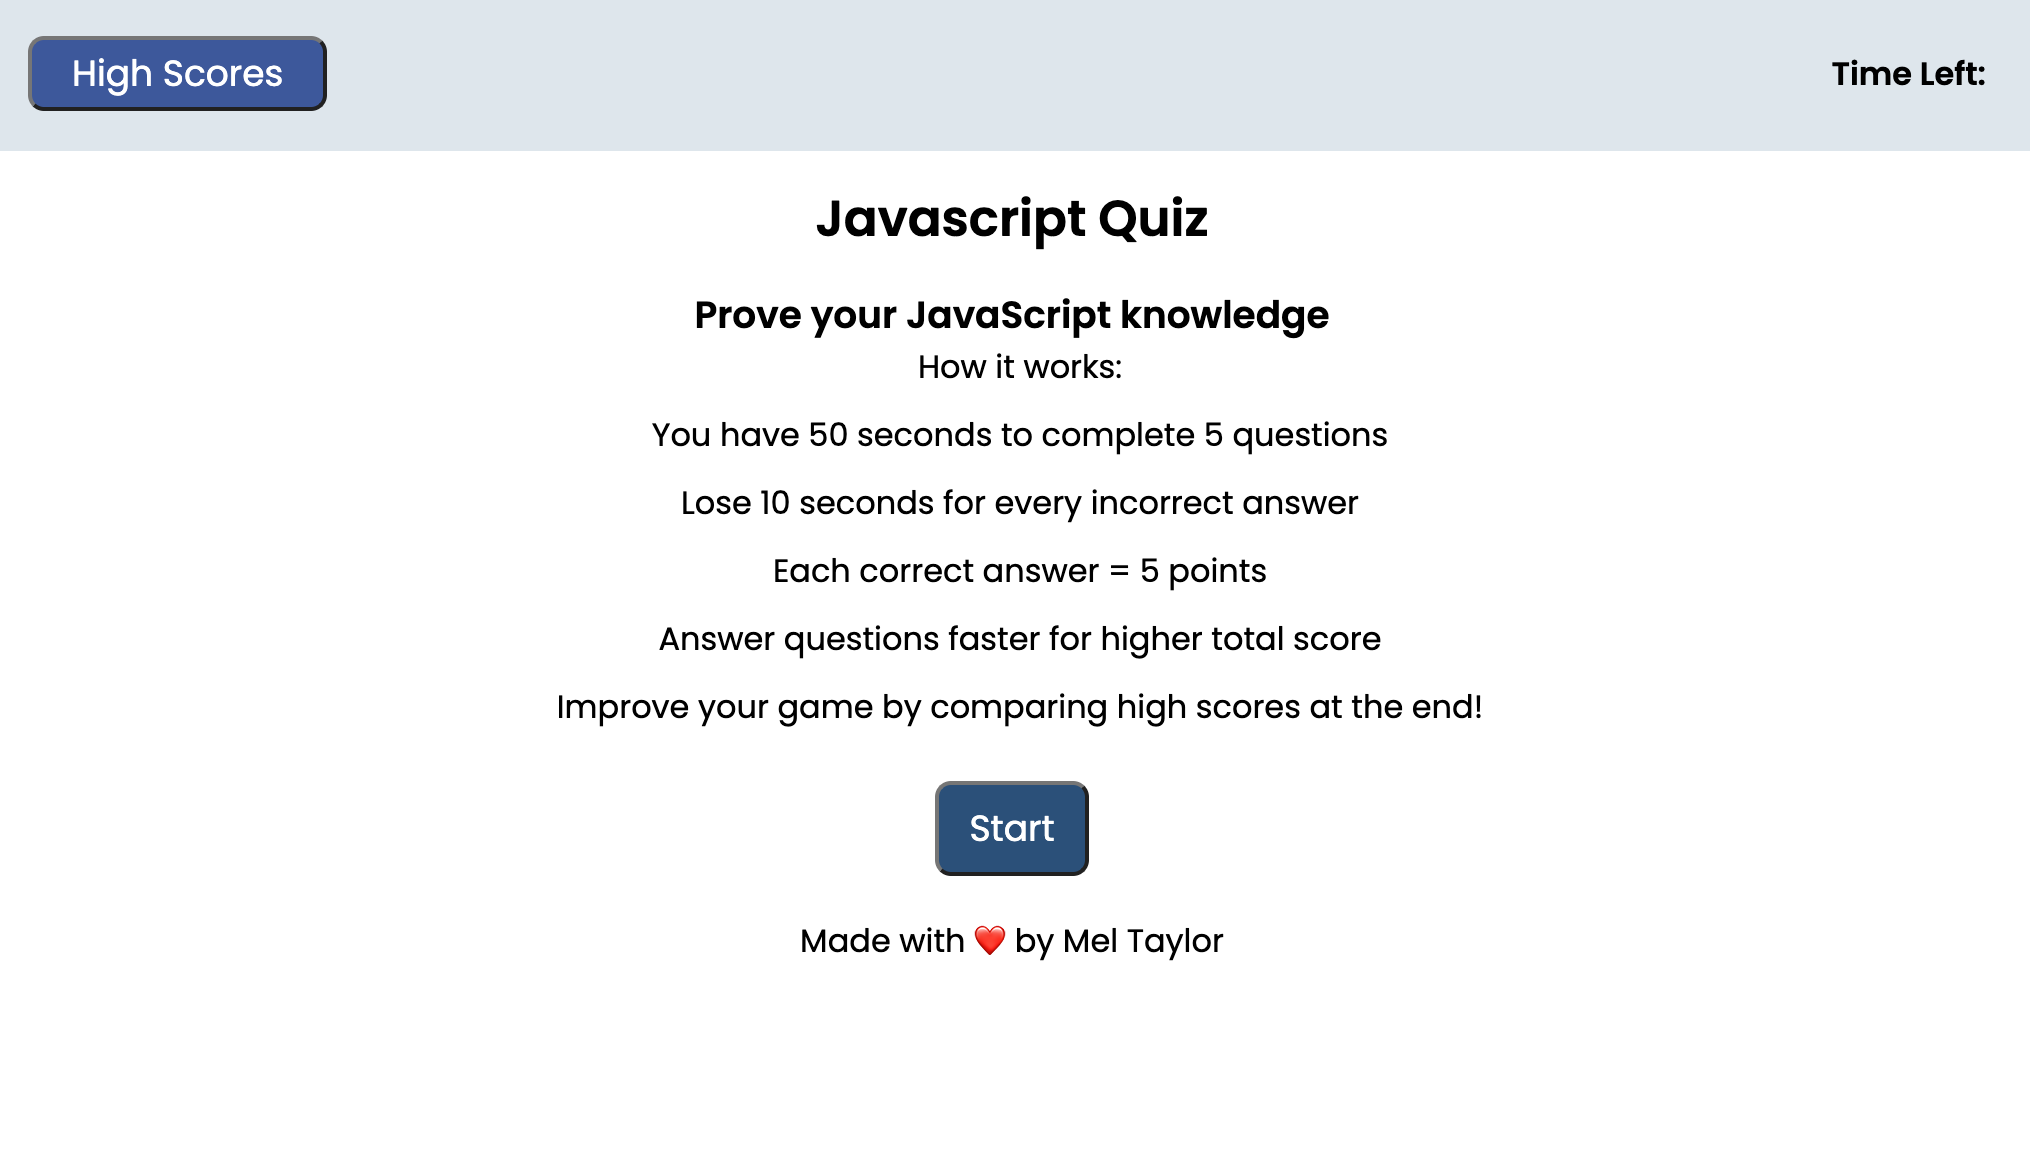 High Scores
Time Left:
Javascript Quiz
Prove your JavaScript knowledge
How it works:
You have 50 seconds to complete 5 questions
Lose 10 seconds for every incorrect answer
Each correct answer = 5 points
Answer questions faster for higher total score
Improve your game by comparing high scores at the end!
Start
Made with ❤️ by Mel Taylor